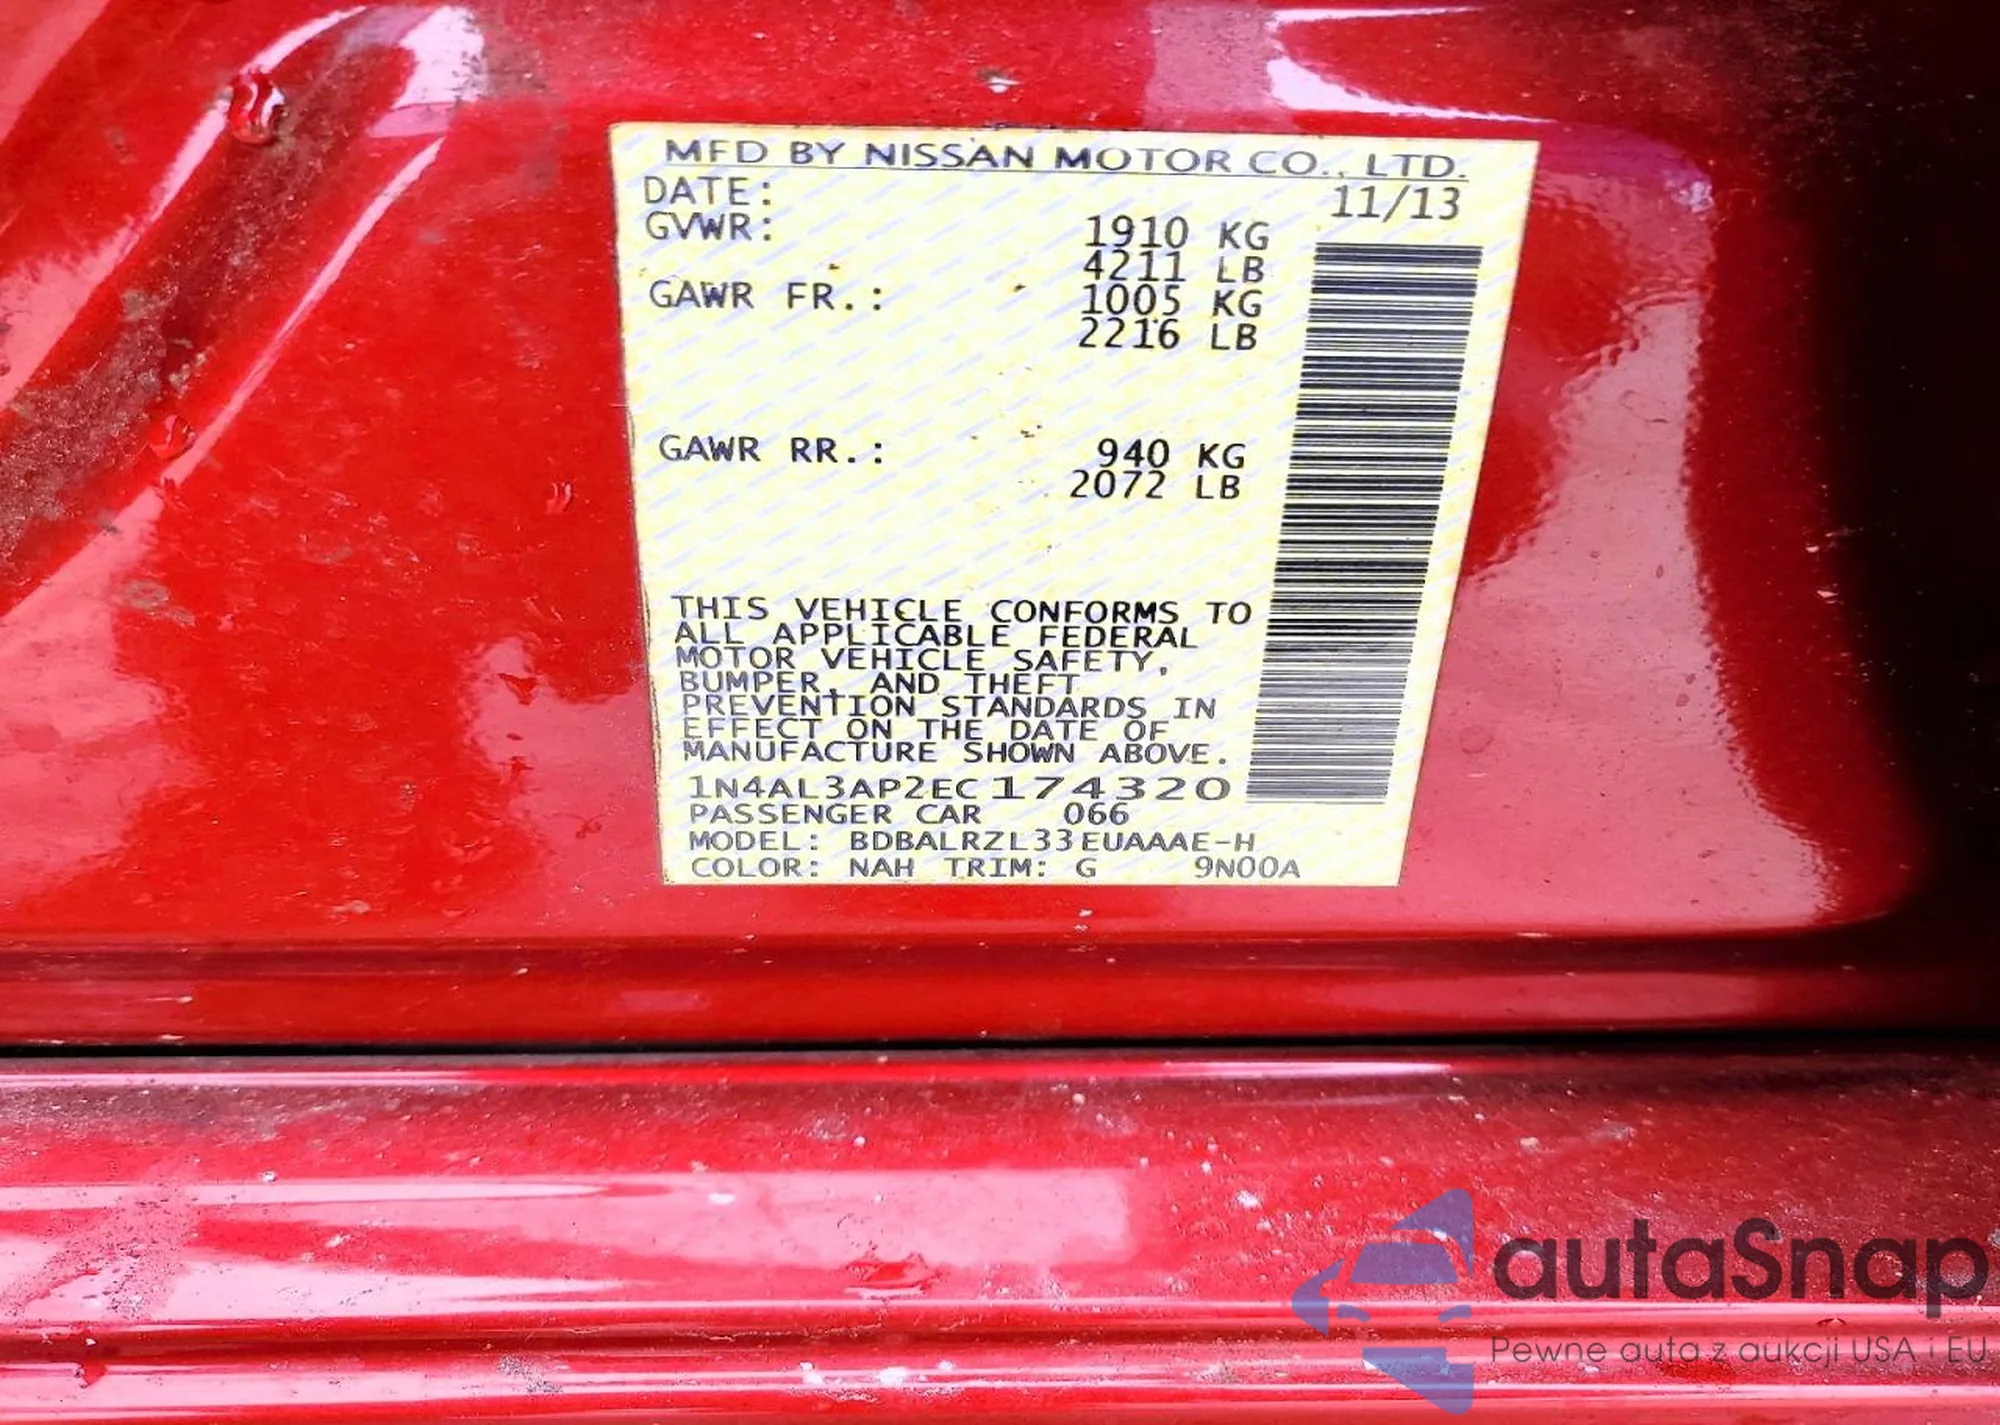 MFD BY NISSAN MOTOR CO., LTD.
DATE: 11/13
GVWR: 1910 KG
4211 LB
GAWR FR.: 1005 KG
2216 LB
GAWR RR.: 940 KG
2072 LB
THIS VEHICLE CONFORMS TO
ALL APPLICABLE FEDERAL
MOTOR VEHICLE SAFETY,
BUMPER, AND THEFT
PREVENTION STANDARDS IN
EFFECT ON THE DATE OF
MANUFACTURE SHOWN ABOVE.
1N4AL3AP2EC174320
PASSENGER CAR 066
MODEL: BDBALRZL33EUAAAE-H
COLOR: NAH TRIM: G 9N00A
autaSnap
Pewne auta z aukcji USA i EU